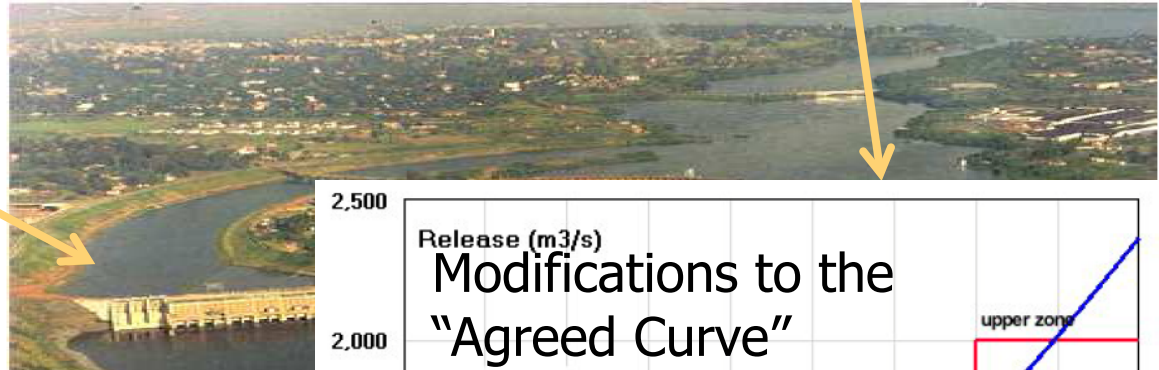 2,500
Release (m3/s)
Modifications to the
“Agreed Curve”
upper zone
2,000